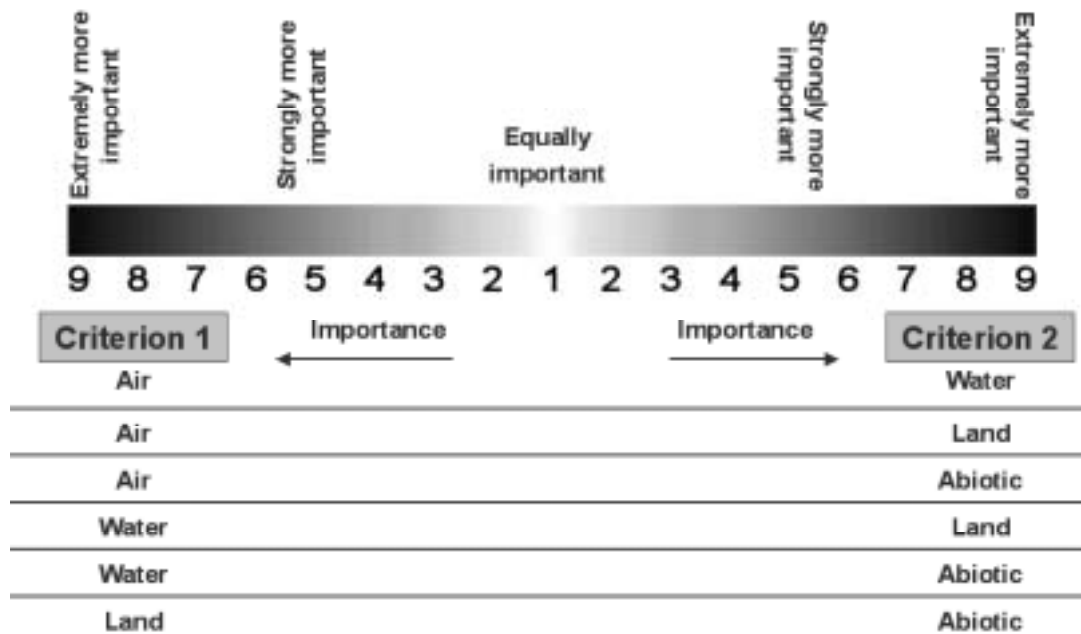 Extremely more
important
Strongly more
important
Equally
important
Strongly more
important
Extremely more
important
9 8 7 6 5 4 3 2 1 2 3 4 5 6 7 8 9
Criterion 1 Importance Importance Criterion 2
Air Water
Air Land
Air Abiotic
Water Land
Water Abiotic
Land Abiotic